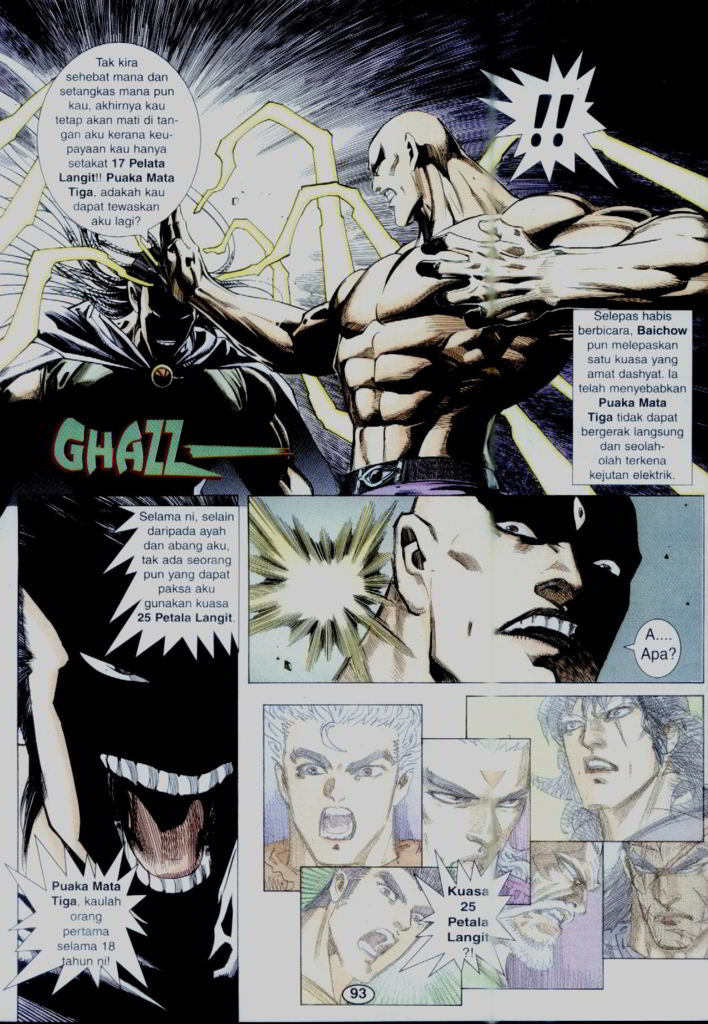 Tak kira
sehebat mana dan
setangkas mana pun
kau, akhirnya kau
tetap akan mati di tan-
gan aku kerana keu-
payaan kau hanya
setakat 17 Pelata
Langit!! Puaka Mata
Tiga, adakah kau
dapat tewaskan
aku lagi?
!!
Selepas habis
berbicara, Baichow
pun melepaskan
satu kuasa yang
amat dashyat. Ia
telah menyebabkan
Puaka Mata
Tiga tidak dapat
bergerak langsung
dan seolah-
olah terkena
kejutan elektrik.
GHAZZ
Selama ni, selain
daripada ayah
dan abang aku,
tak ada seorang
pun yang dapat
paksa aku
gunakan kuasa
25 Petala Langit.
A....
Apa?
Puaka Mata
Tiga, kaulah
orang
pertama
selama 18
tahun ni!
Kuasa
25
Petala
Langit
?!
93